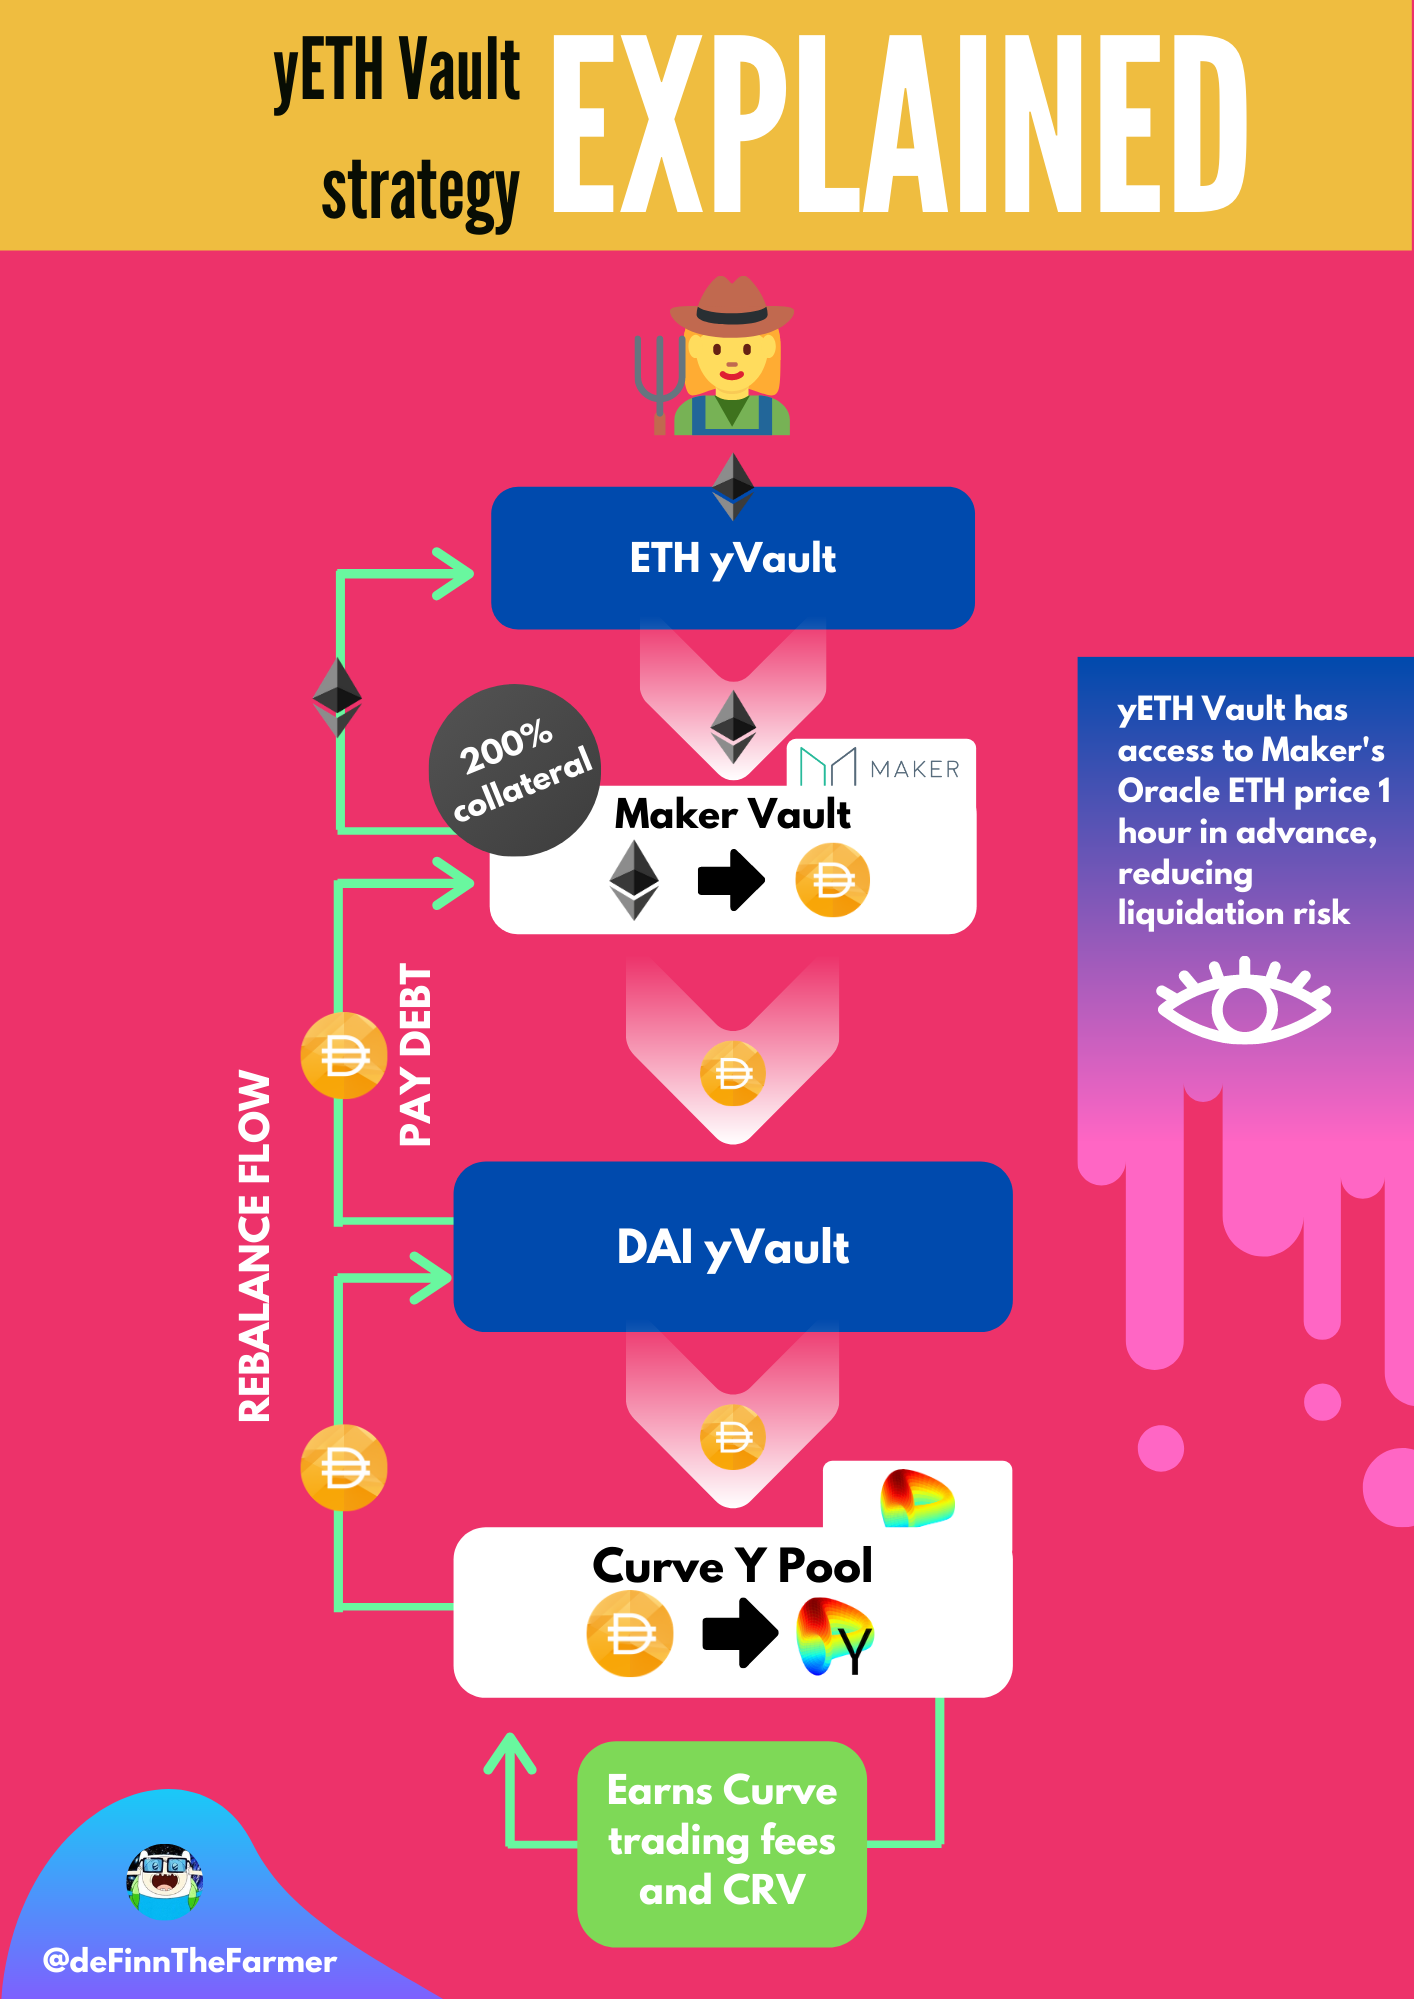 yETH Vault
strategy
EXPLAINED
ETH yVault
200%
collateral
MAKER
Maker Vault
yETH Vault has
access to Maker's
Oracle ETH price 1
hour in advance,
reducing
liquidation risk
PAY DEBT
REBALANCE FLOW
DAI yVault
Curve Y Pool
Y
Earns Curve
trading fees
and CRV
@deFinnTheFarmer